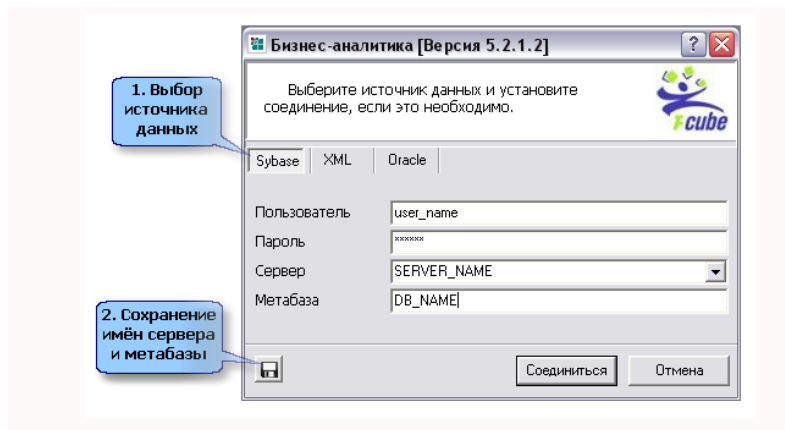 Бизнес-аналитика [Версия 5.2.1.2]
?
1. Выбор
источника
данных
Выберите источник данных и установите
соединение, если это необходимо.
Fcube
Sybase XML Oracle
Пользователь user_name
Пароль ******
Сервер SERVER_NAME
Метабаза DB_NAME
2. Сохранение
имён сервера
и метабазы
Соединиться Отмена